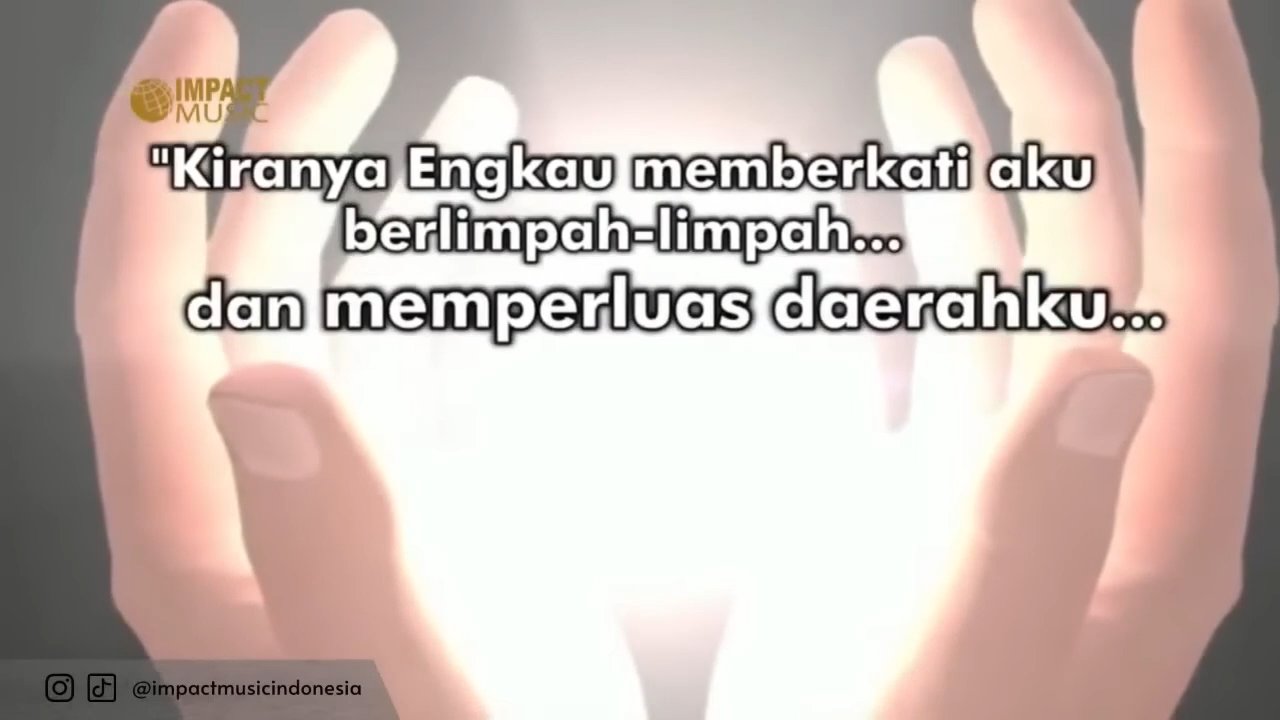 IMPACT
MUSIC
"Kiranya Engkau memberkati aku
berlimpah-limpah...
dan memperluas daerahku...
@impactmusicindonesia